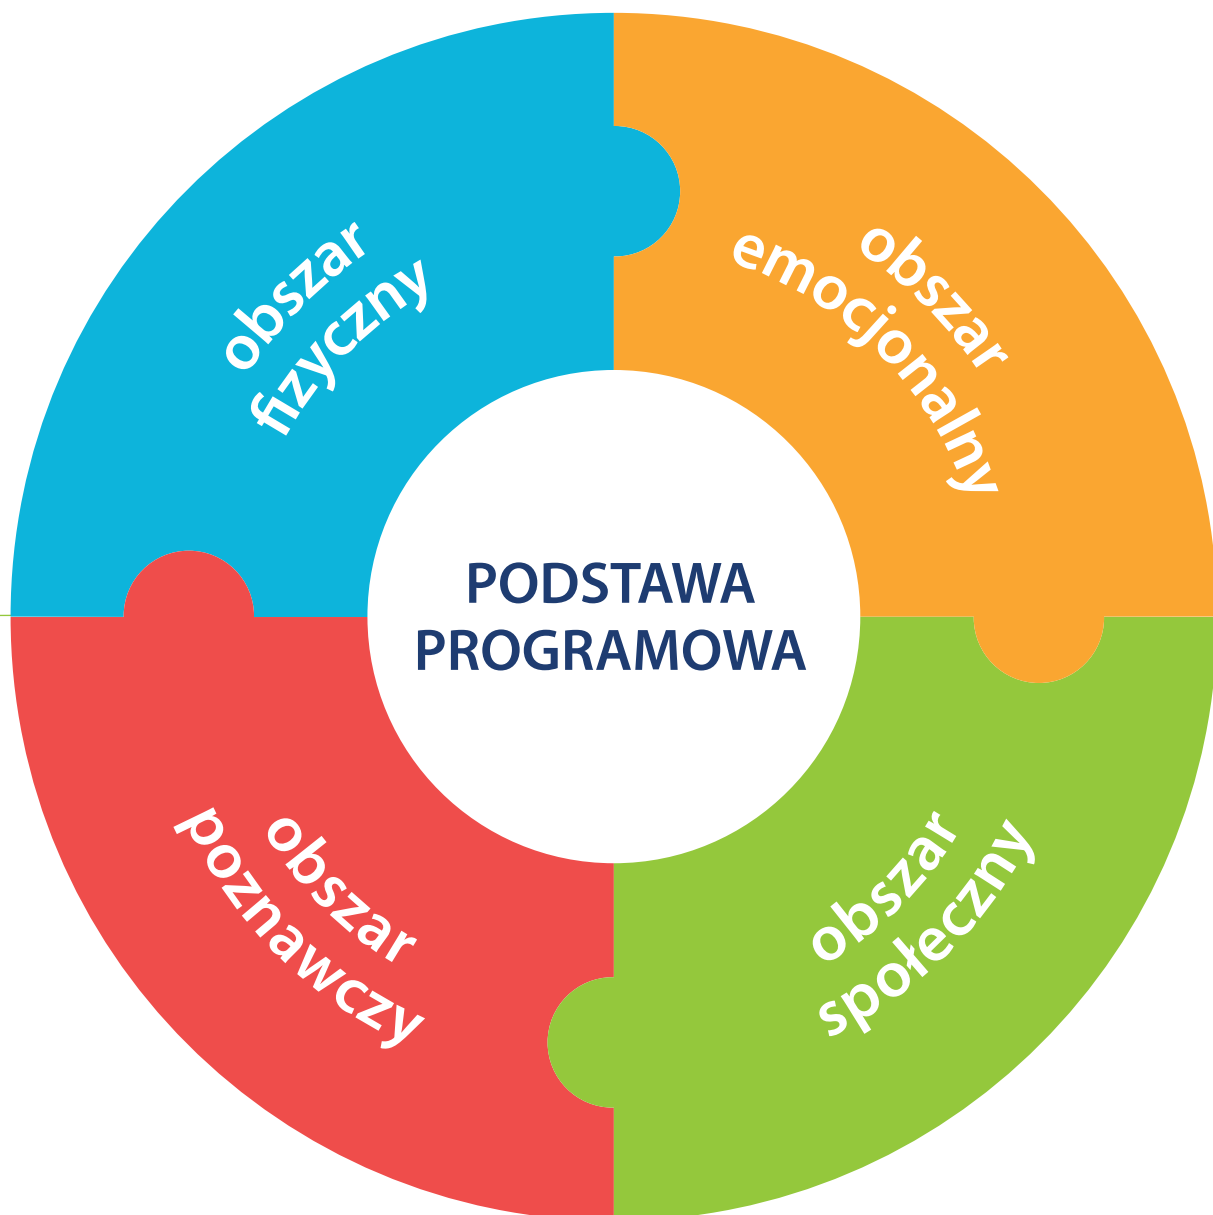 obszar
fizyczny
obszar
emocjonalny
PODSTAWA
PROGRAMOWA
obszar
poznawczy
obszar
społeczny